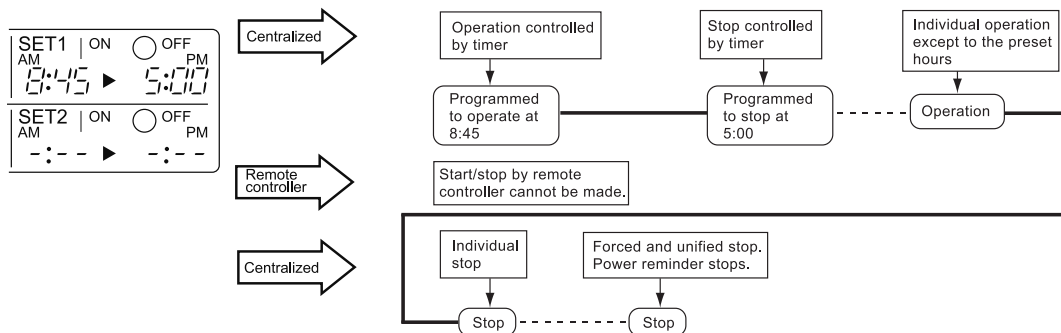 SET1 ON OFF
AM PM
8:45 ▶ 5:00
SET2 ON OFF
AM PM
-:-- ▶ -:--
Centralized
Operation controlled
by timer
Stop controlled
by timer
Individual operation
except to the preset
hours
Programmed
to operate at
8:45
Programmed
to stop at
5:00
Operation
Remote
controller
Start/stop by remote
controller cannot be made.
Centralized
Individual
stop
Forced and unified stop.
Power reminder stops.
Stop
Stop